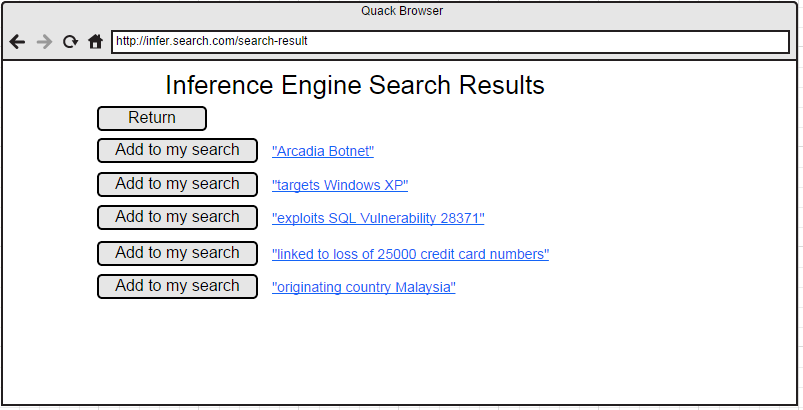 Quack Browser
http://infer.search.com/search-result
Inference Engine Search Results
Return
Add to my search "Arcadia Botnet"
Add to my search "targets Windows XP"
Add to my search "exploits SQL Vulnerability 28371"
Add to my search "linked to loss of 25000 credit card numbers"
Add to my search "originating country Malaysia"